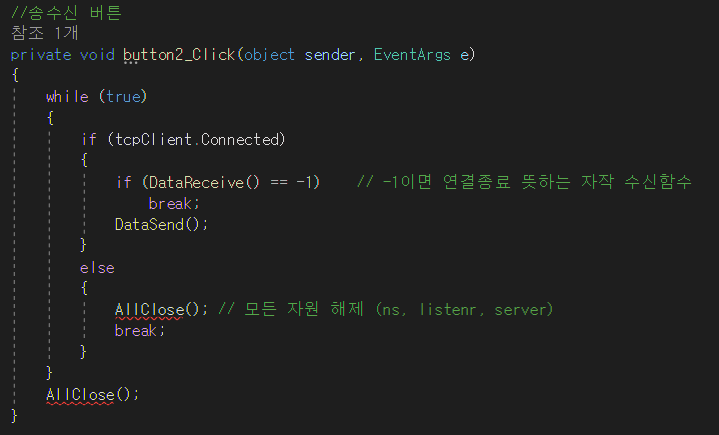 //송수신 버튼
참조 1개
private void button2_Click(object sender, EventArgs e)
{
while (true)
{
if (tcpClient.Connected)
{
if (DataReceive() == -1) // -1이면 연결종료 뜻하는 자작 수신함수
break;
DataSend();
}
else
{
AllClose(); // 모든 자원 해제 (ns, listenr, server)
break;
}
}
AllClose();
}